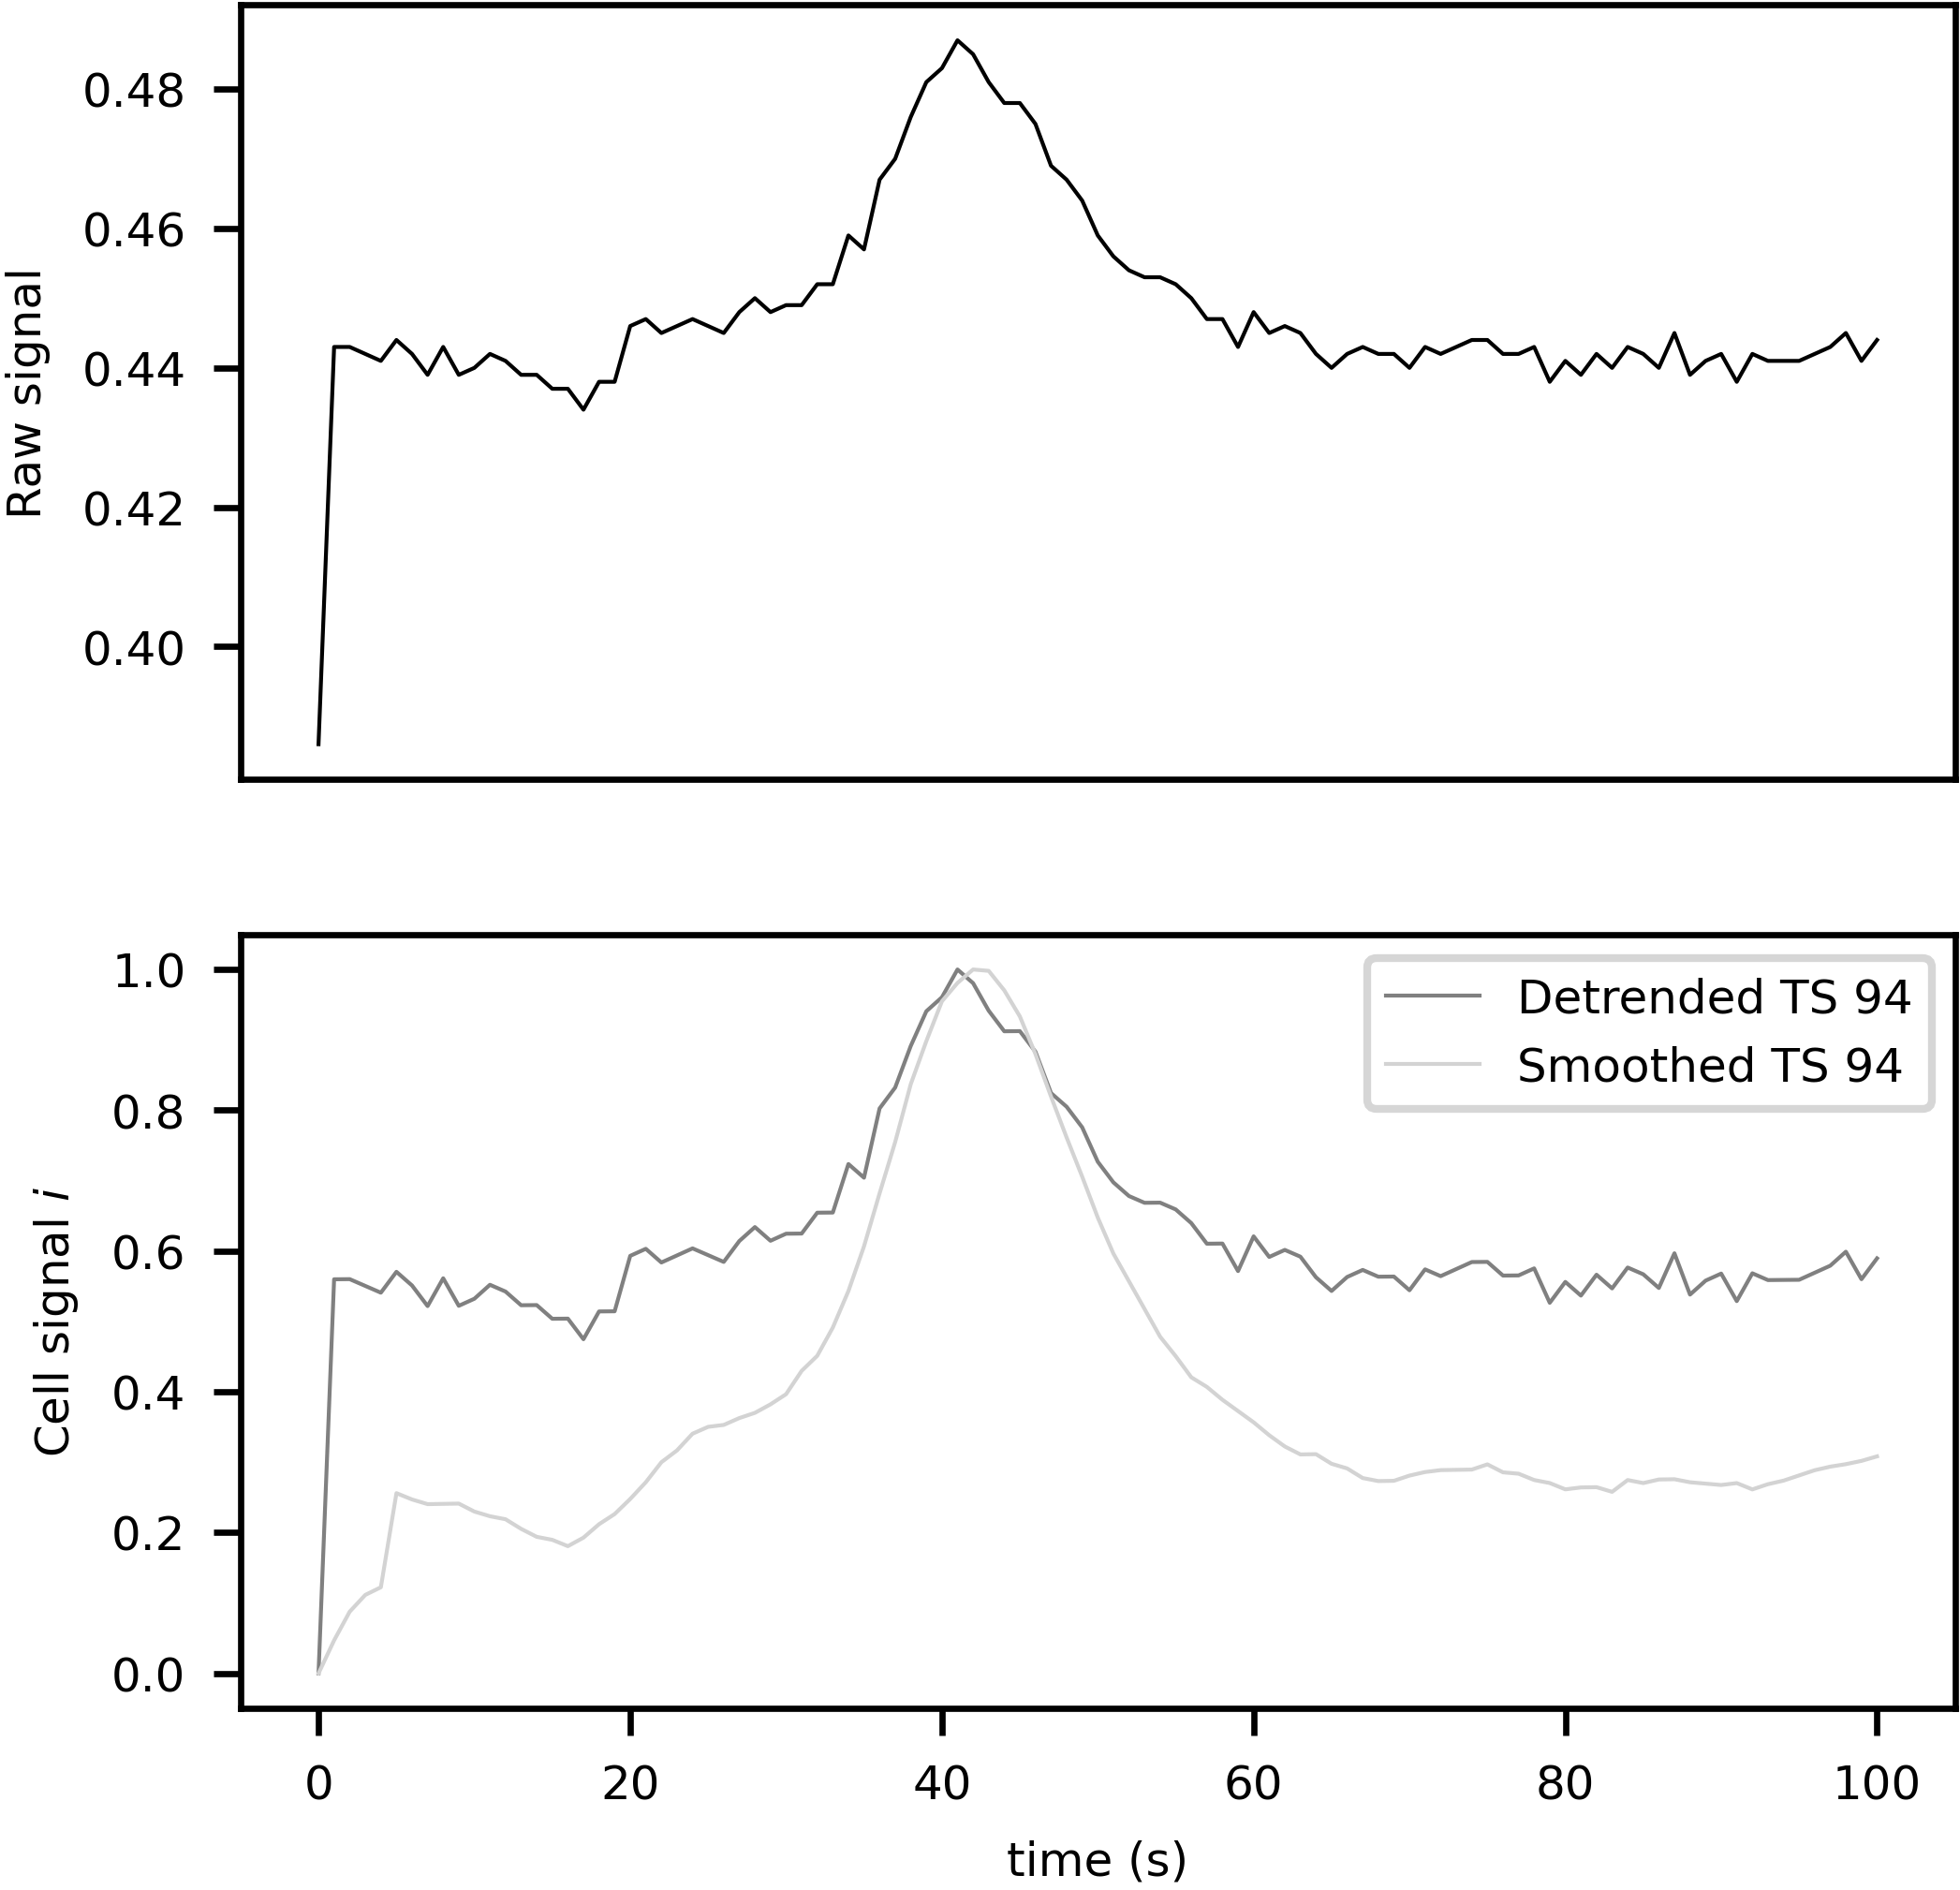 Raw signal
0.48
0.46
0.44
0.42
0.40
Cell signal i
1.0
0.8
0.6
0.4
0.2
0.0
Detrended TS 94
Smoothed TS 94
0 20 40 60 80 100
time (s)